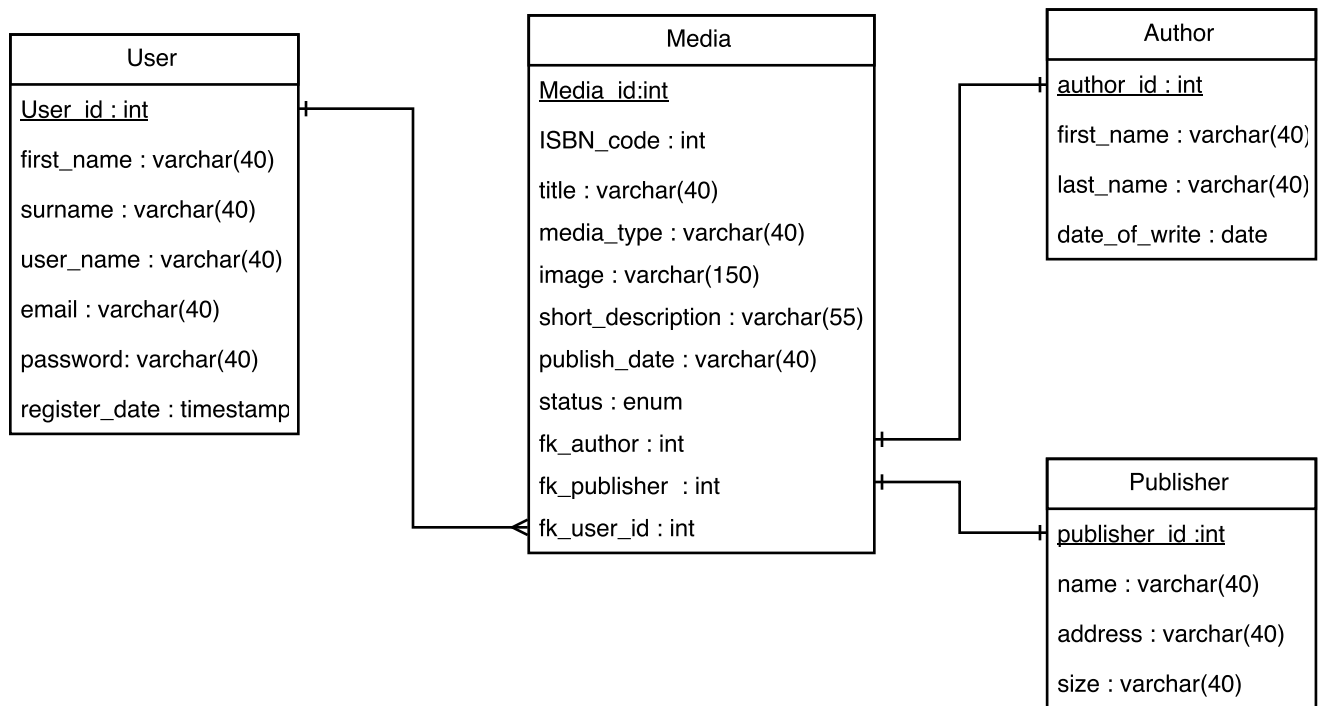 User
User_id : int
first_name : varchar(40)
surname : varchar(40)
user_name : varchar(40)
email : varchar(40)
password: varchar(40)
register_date : timestamp
Media
Media_id:int
ISBN_code : int
title : varchar(40)
media_type : varchar(40)
image : varchar(150)
short_description : varchar(55)
publish_date : varchar(40)
status : enum
fk_author : int
fk_publisher : int
fk_user_id : int
Author
author_id : int
first_name : varchar(40)
last_name : varchar(40)
date_of_write : date
Publisher
publisher_id :int
name : varchar(40)
address : varchar(40)
size : varchar(40)